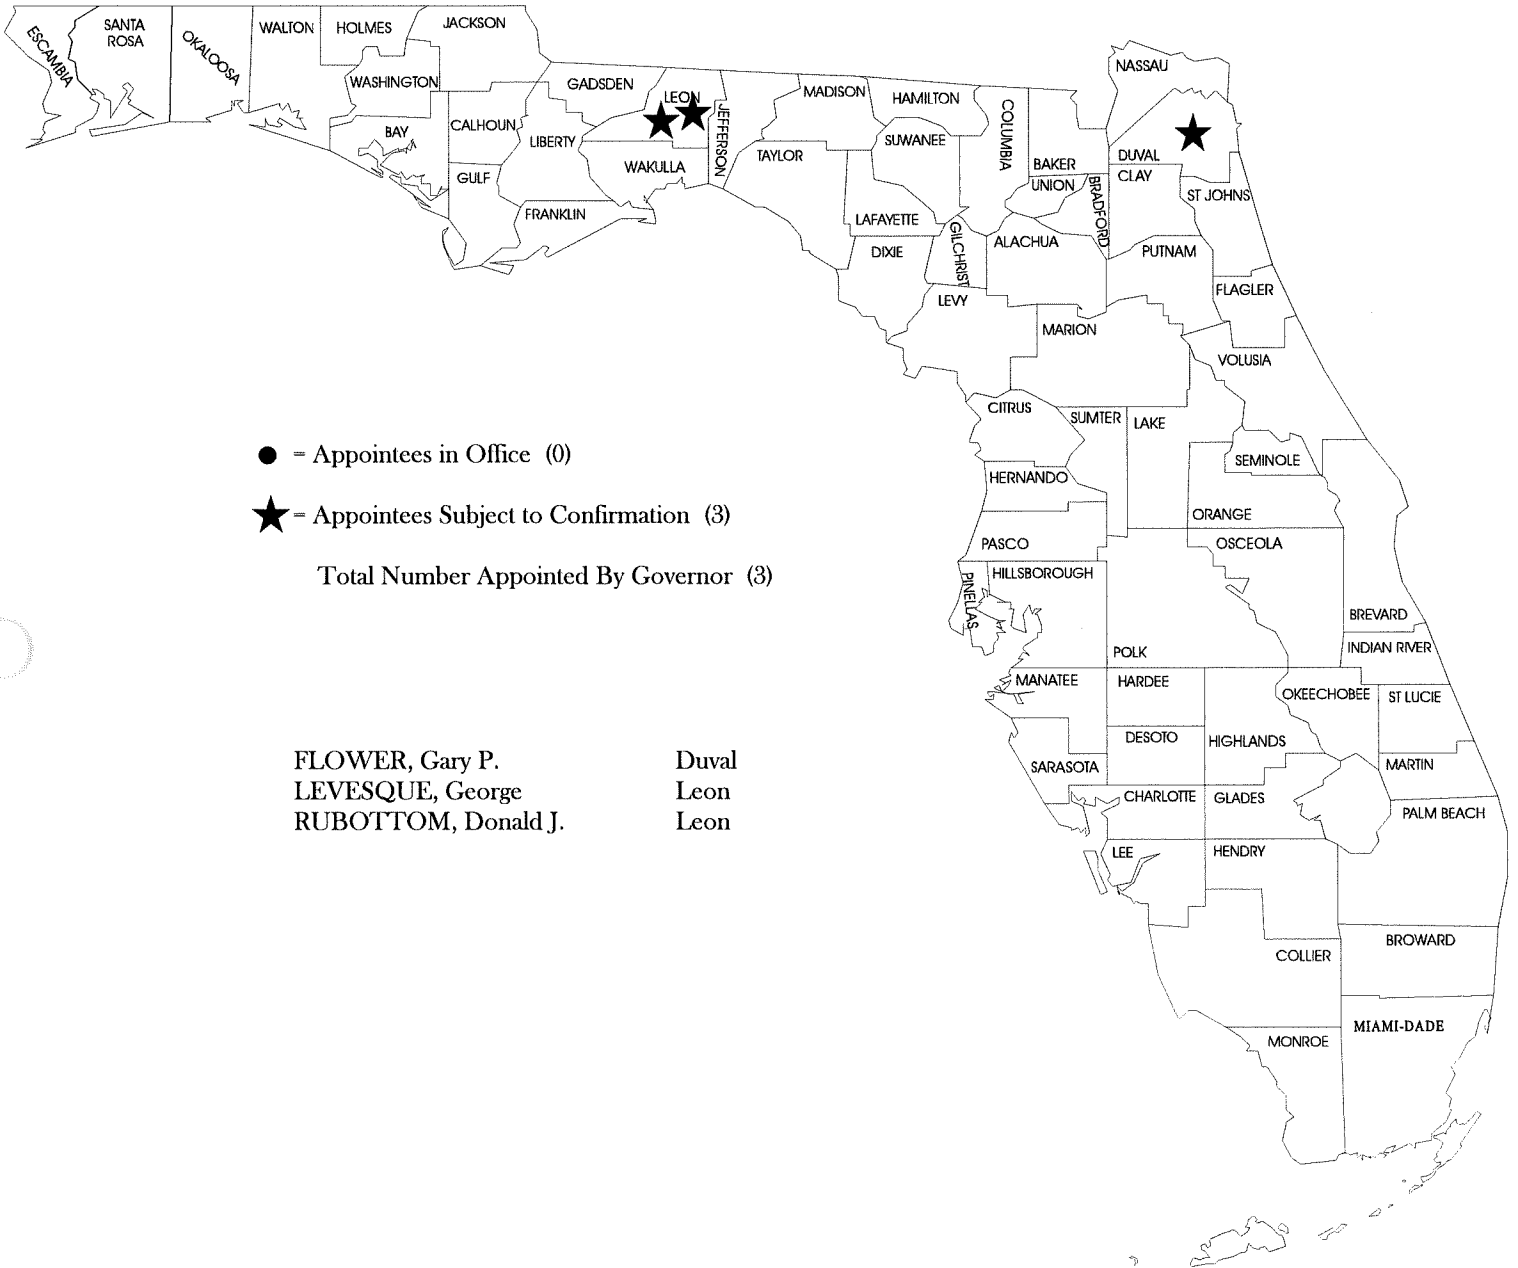 ESCAMBIA
SANTA
ROSA
OKALOOSA
WALTON
HOLMES
JACKSON
WASHINGTON
BAY
CALHOUN
GULF
LIBERTY
GADSDEN
FRANKLIN
LEON
WAKULLA
JEFFERSON
MADISON
TAYLOR
HAMILTON
SUWANEE
LAFAYETTE
DIXIE
COLUMBIA
GILCHRIST
BAKER
UNION
BRADFORD
ALACHUA
LEVY
NASSAU
DUVAL
CLAY
ST JOHNS
PUTNAM
FLAGLER
MARION
VOLUSIA
CITRUS
SUMTER
LAKE
SEMINOLE
HERNANDO
ORANGE
PASCO
OSCEOLA
PINELLAS
HILLSBOROUGH
POLK
BREVARD
INDIAN RIVER
MANATEE
HARDEE
OKEECHOBEE
ST LUCIE
DESOTO
HIGHLANDS
SARASOTA
MARTIN
CHARLOTTE
GLADES
PALM BEACH
LEE
HENDRY
BROWARD
COLLIER
MIAMI-DADE
MONROE
= Appointees in Office (0)
= Appointees Subject to Confirmation (3)
Total Number Appointed By Governor (3)
FLOWER, Gary P. Duval
LEVESQUE, George Leon
RUBOTTOM, Donald J. Leon